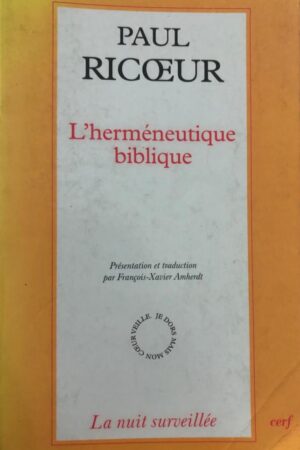 PAUL
RICŒUR
L'herméneutique
biblique
Présentation et traduction
par François-Xavier Amherdt
JE DORS MAIS MON CŒUR VEILLE.
La nuit surveillée
cerf